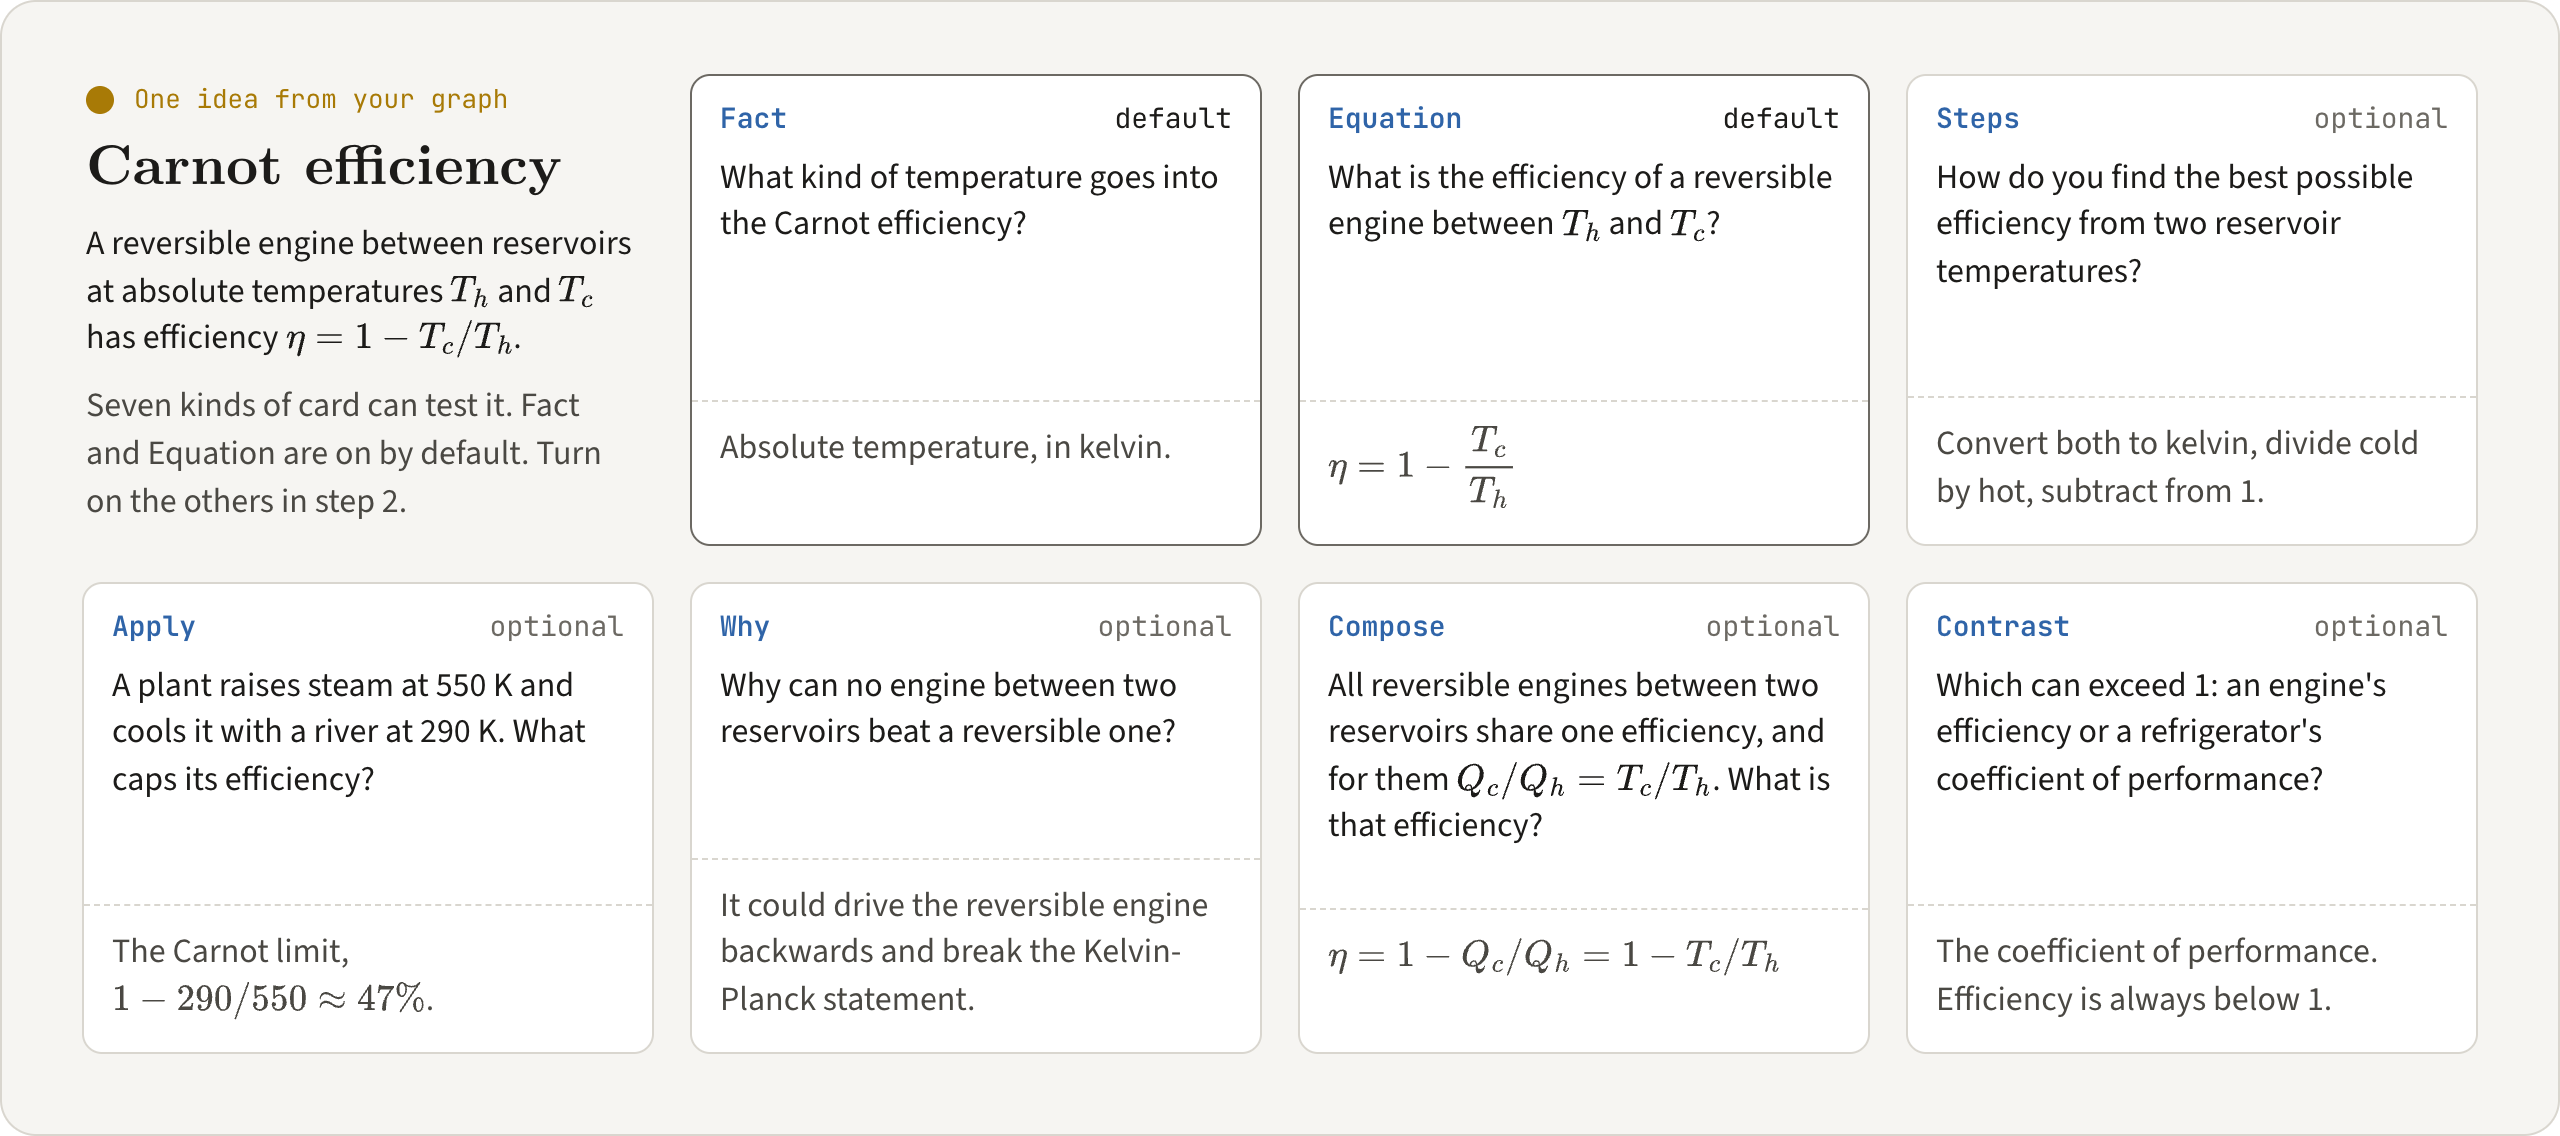 One idea from your graph
Carnot efficiency
A reversible engine between reservoirs
at absolute temperatures T_h and T_c
has efficiency η = 1 − T_c/T_h.
Seven kinds of card can test it. Fact
and Equation are on by default. Turn
on the others in step 2.
Fact default
What kind of temperature goes into
the Carnot efficiency?
Absolute temperature, in kelvin.
Equation default
What is the efficiency of a reversible
engine between T_h and T_c?
η = 1 − T_c/T_h
Steps optional
How do you find the best possible
efficiency from two reservoir
temperatures?
Convert both to kelvin, divide cold
by hot, subtract from 1.
Apply optional
A plant raises steam at 550 K and
cools it with a river at 290 K. What
caps its efficiency?
The Carnot limit,
1 − 290/550 ≈ 47%.
Why optional
Why can no engine between two
reservoirs beat a reversible one?
It could drive the reversible engine
backwards and break the Kelvin-
Planck statement.
Compose optional
All reversible engines between two
reservoirs share one efficiency, and
for them Q_c/Q_h = T_c/T_h. What is
that efficiency?
η = 1 − Q_c/Q_h = 1 − T_c/T_h
Contrast optional
Which can exceed 1: an engine's
efficiency or a refrigerator's
coefficient of performance?
The coefficient of performance.
Efficiency is always below 1.